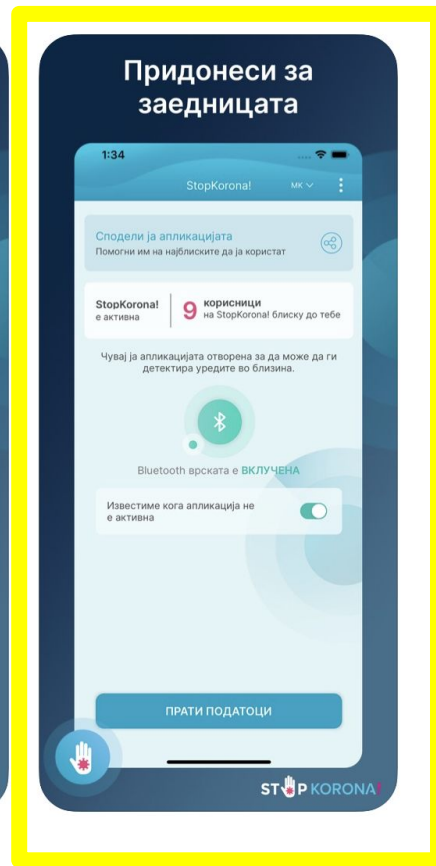 Придонеси за
заедницата
1:34
StopKorona!
МК
Сподели ја апликацијата
Помогни им на најблиските да ја користат
StopKorona!
е активна
9
корисници
на StopKorona! блиску до тебе
Чувај ја апликацијата отворена за да може да ги
детектира уредите во близина.
Bluetooth врската е ВКЛУЧЕНА
Известиме кога апликација не
е активна
ПРАТИ ПОДАТОЦИ
STOP KORONA!